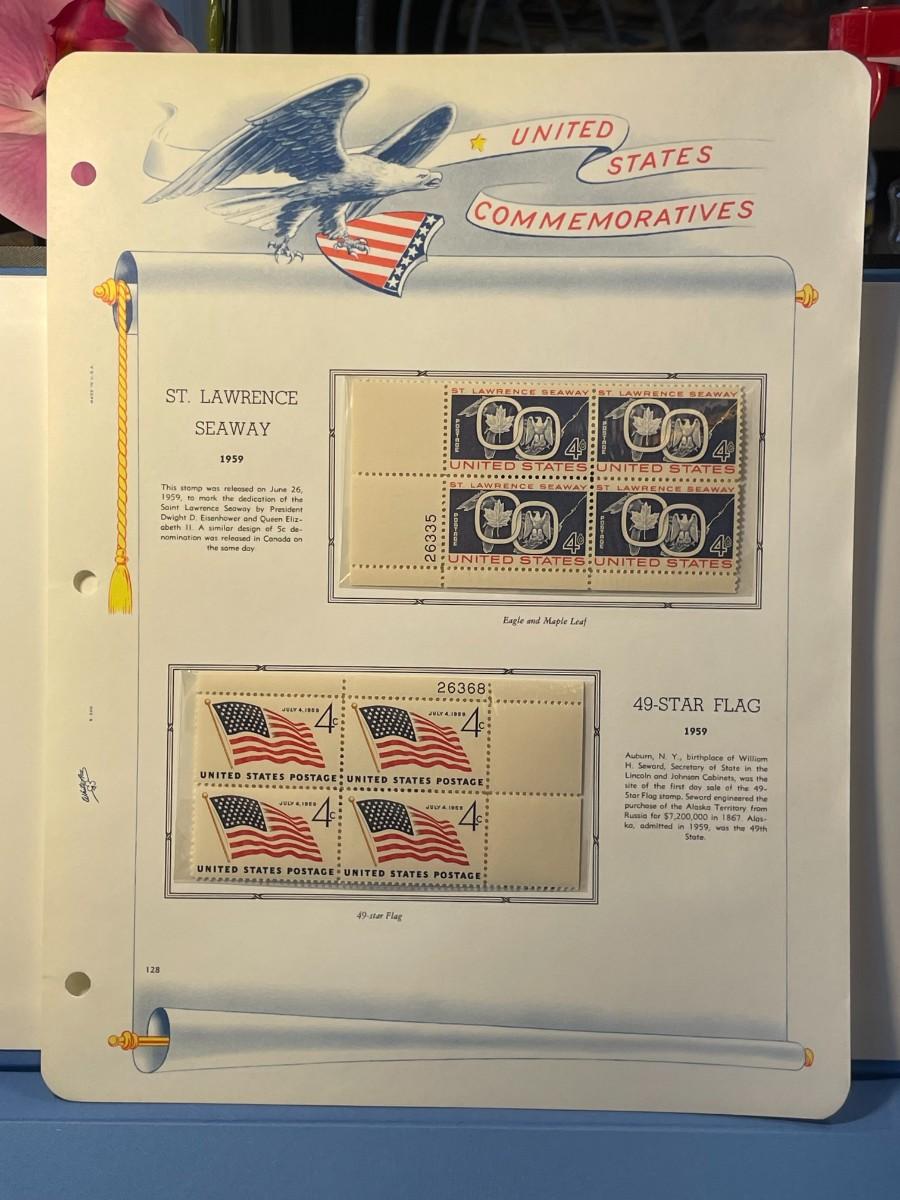 UNITED
STATES
COMMEMORATIVES
MADE IN U.S.A.
ST. LAWRENCE
SEAWAY
1959
This stamp was released on June 26,
1959, to mark the dedication of the
Saint Lawrence Seaway by President
Dwight D. Eisenhower and Queen Eliz-
abeth II. A similar design of 5c de-
nomination was released in Canada on
the same day
ST. LAWRENCE SEAWAY
POSTAGE
4¢
UNITED STATES
ST. LAWRENCE SEAWAY
POSTAGE
4¢
UNITED STATES
ST. LAWRENCE SEAWAY
POSTAGE
4¢
UNITED STATES
ST. LAWRENCE SEAWAY
POSTAGE
4¢
UNITED STATES
26335
Eagle and Maple Leaf
26368
JULY 4, 1959
4c
UNITED STATES POSTAGE
JULY 4, 1959
4c
UNITED STATES POSTAGE
JULY 4, 1959
4c
UNITED STATES POSTAGE
JULY 4, 1959
4c
UNITED STATES POSTAGE
49-star Flag
49-STAR FLAG
1959
Auburn, N. Y., birthplace of William
H. Seward, Secretary of State in the
Lincoln and Johnson Cabinets, was the
site of the first day sale of the 49-
Star Flag stamp. Seward engineered the
purchase of the Alaska Territory from
Russia for $7,200,000 in 1867. Alas-
ka, admitted in 1959, was the 49th
State.
128